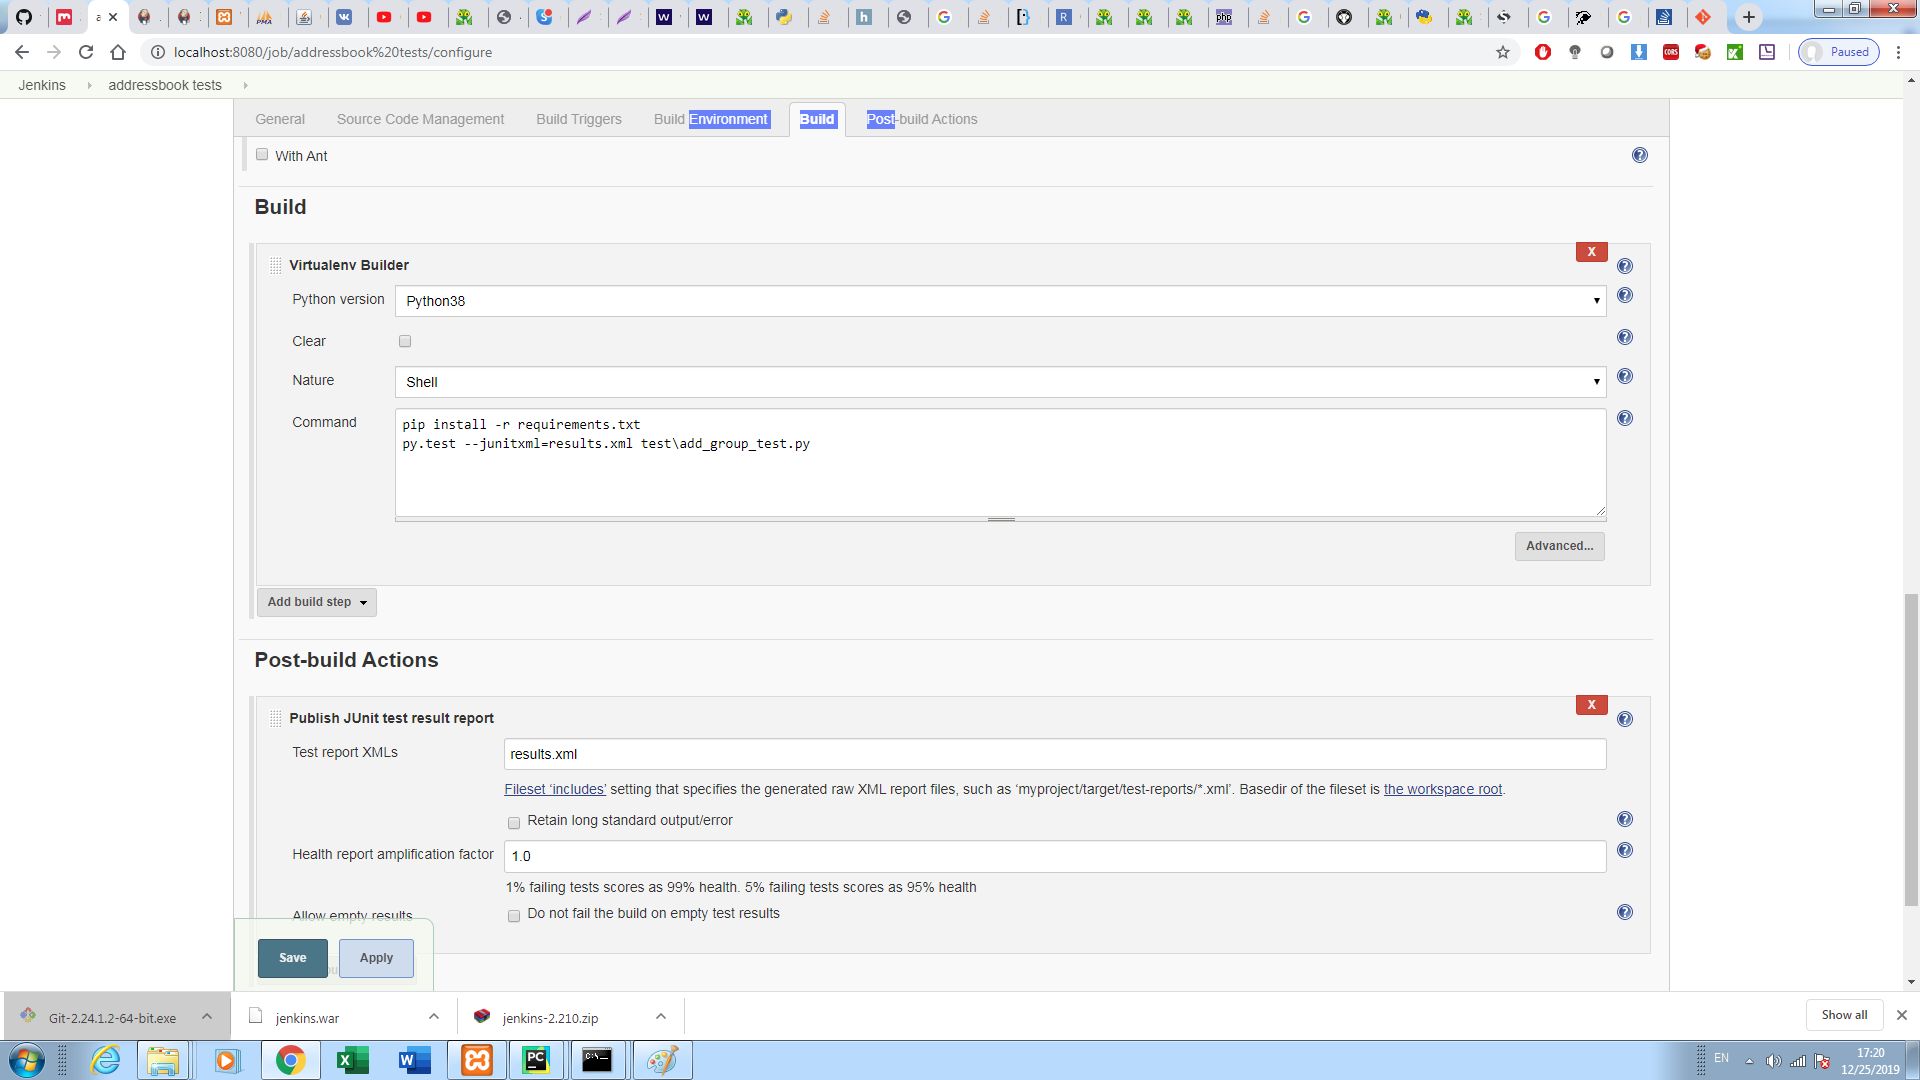 a
localhost:8080/job/addressbook%20tests/configure
Paused
Jenkins
addressbook tests
General
Source Code Management
Build Triggers
Build Environment
Build
Post-build Actions
With Ant
Build
X
Virtualenv Builder
Python version
Python38
Clear
Nature
Shell
Command
pip install -r requirements.txt
py.test --junitxml=results.xml test\add_group_test.py
Advanced...
Add build step
Post-build Actions
X
Publish JUnit test result report
Test report XMLs
results.xml
Fileset ‘includes’ setting that specifies the generated raw XML report files, such as ‘myproject/target/test-reports/*.xml’. Basedir of the fileset is the workspace root.
Retain long standard output/error
Health report amplification factor
1.0
1% failing tests scores as 99% health. 5% failing tests scores as 95% health
Allow empty results
Do not fail the build on empty test results
Save
Apply
Git-2.24.1.2-64-bit.exe
jenkins.war
jenkins-2.210.zip
Show all
EN
17:20
12/25/2019